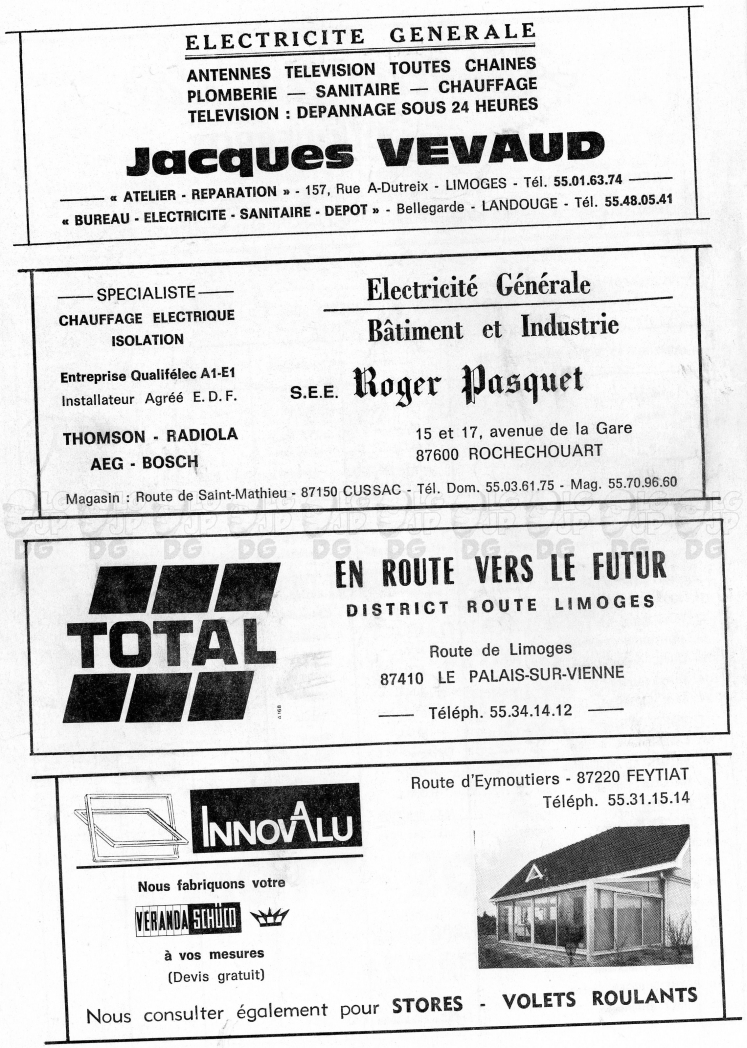 ELECTRICITE GENERALE
ANTENNES TELEVISION TOUTES CHAINES
PLOMBERIE — SANITAIRE — CHAUFFAGE
TELEVISION : DEPANNAGE SOUS 24 HEURES
Jacques VEVAUD
« ATELIER - REPARATION » - 157, Rue A-Dutreix - LIMOGES - Tél. 55.01.63.74
« BUREAU - ELECTRICITE - SANITAIRE - DEPOT » - Bellegarde - LANDOUGE - Tél. 55.48.05.41
SPECIALISTE
CHAUFFAGE ELECTRIQUE
ISOLATION
Entreprise Qualifélec A1-E1
Installateur Agréé E.D.F.
THOMSON - RADIOLA
AEG - BOSCH
Electricité Générale
Bâtiment et Industrie
S.E.E. Roger Pasquet
15 et 17, avenue de la Gare
87600 ROCHECHOUART
Magasin : Route de Saint-Mathieu - 87150 CUSSAC - Tél. Dom. 55.03.61.75 - Mag. 55.70.96.60
TOTAL
EN ROUTE VERS LE FUTUR
DISTRICT ROUTE LIMOGES
Route de Limoges
87410 LE PALAIS-SUR-VIENNE
Téléph. 55.34.14.12
INNOVALU
Route d'Eymoutiers - 87220 FEYTIAT
Téléph. 55.31.15.14
Nous fabriquons votre
VERANDA SCHÜCO
à vos mesures
(Devis gratuit)
Nous consulter également pour STORES - VOLETS ROULANTS